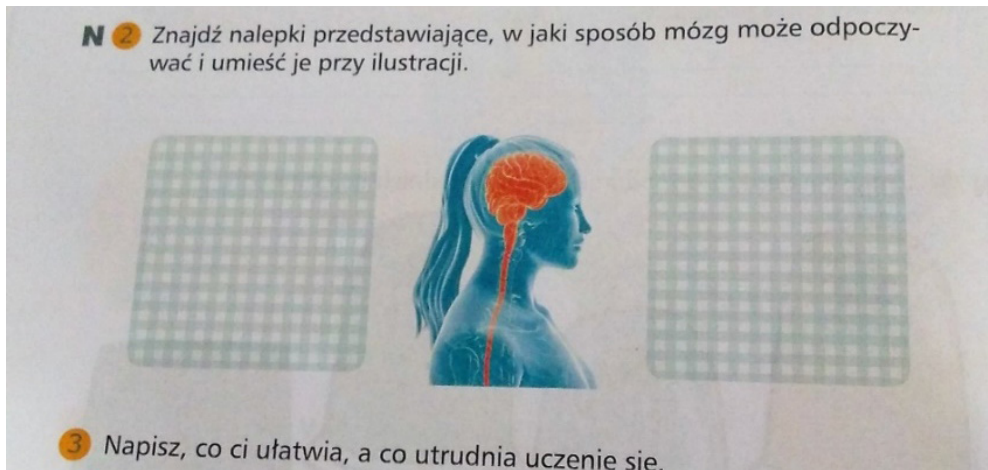 N 2 Znajdź nalepki przedstawiające, w jaki sposób mózg może odpoczy-
wać i umieść je przy ilustracji.
3 Napisz, co ci ułatwia, a co utrudnia uczenie się.